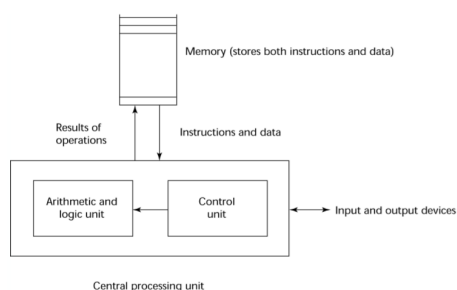 Memory (stores both instructions and data)
Results of
operations
Instructions and data
Arithmetic and
logic unit
Control
unit
Input and output devices
Central processing unit